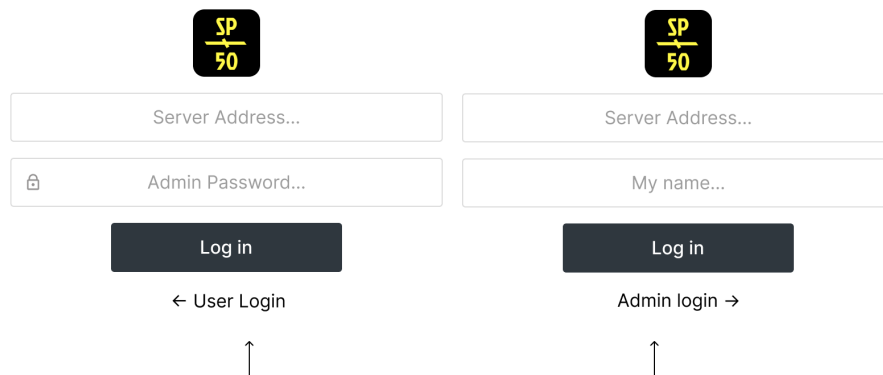 SP
50
Server Address...
Admin Password...
Log in
← User Login
SP
50
Server Address...
My name...
Log in
Admin login →